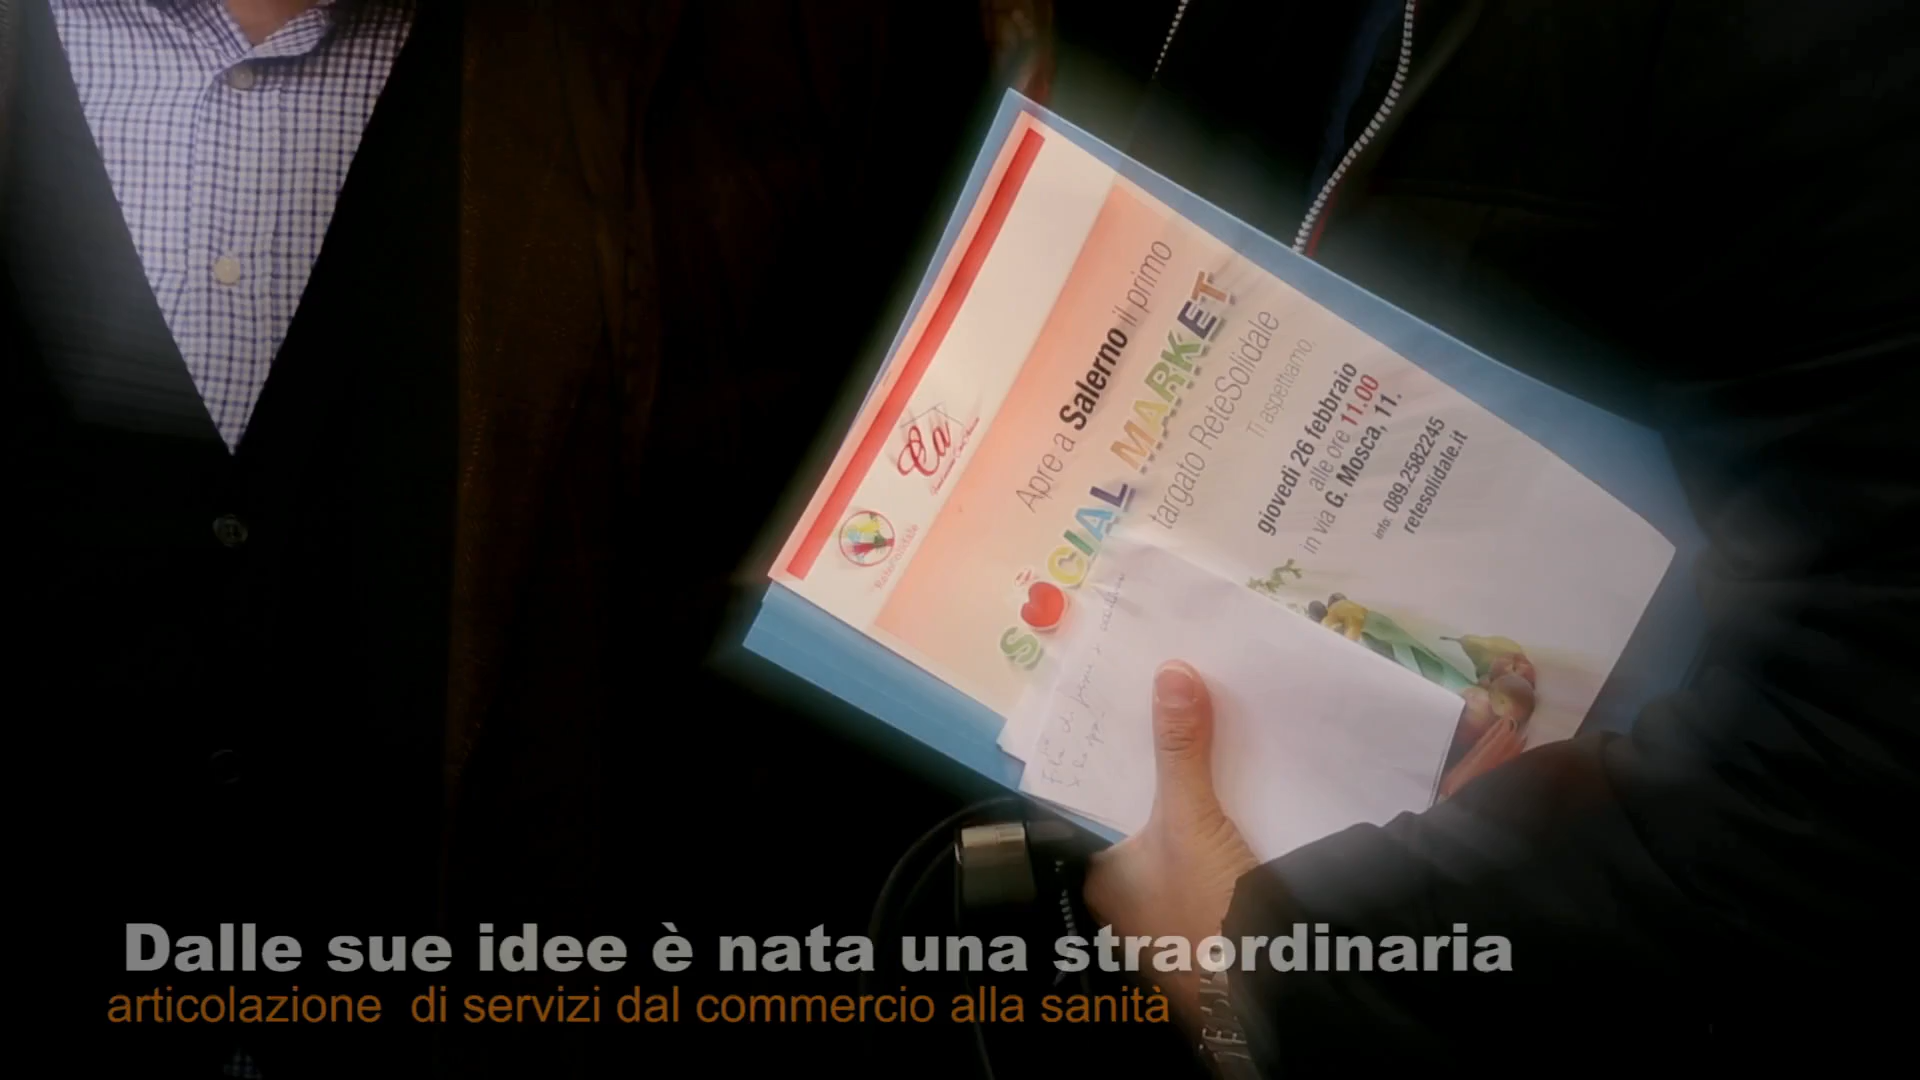 ReteSolidale
Ca
Apre a Salerno il primo
SOCIAL MARKET
targato ReteSolidale
Ti aspettiamo,
giovedì 26 febbraio
alle ore 11.00
in via G. Mosca, 11.
info: 089.2582245
retesolidale.it
Dalle sue idee è nata una straordinaria
articolazione di servizi dal commercio alla sanità